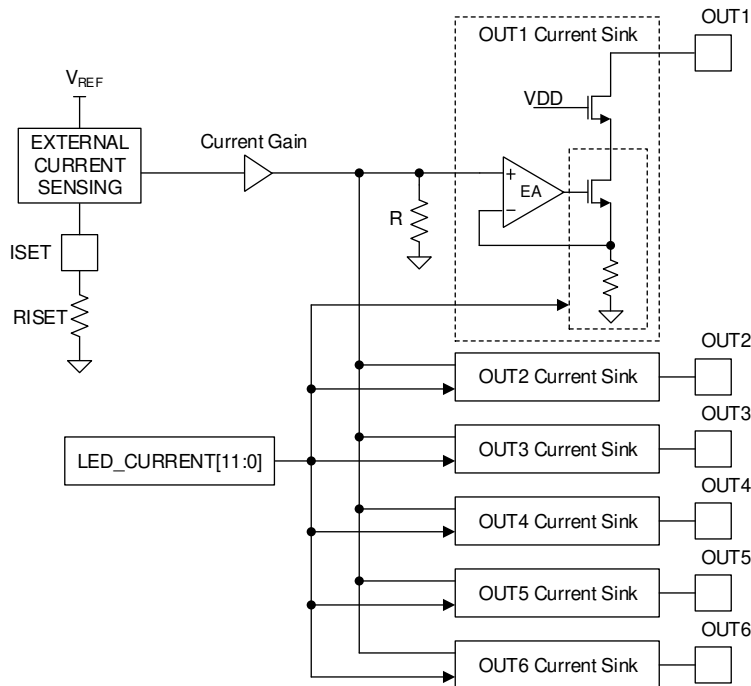 OUT1
OUT1 Current Sink
VREF
VDD
EXTERNAL
CURRENT
SENSING
Current Gain
+
EA
−
R
ISET
RISET
OUT2
OUT2 Current Sink
OUT3
OUT3 Current Sink
LED_CURRENT[11:0]
OUT4
OUT4 Current Sink
OUT5
OUT5 Current Sink
OUT6
OUT6 Current Sink